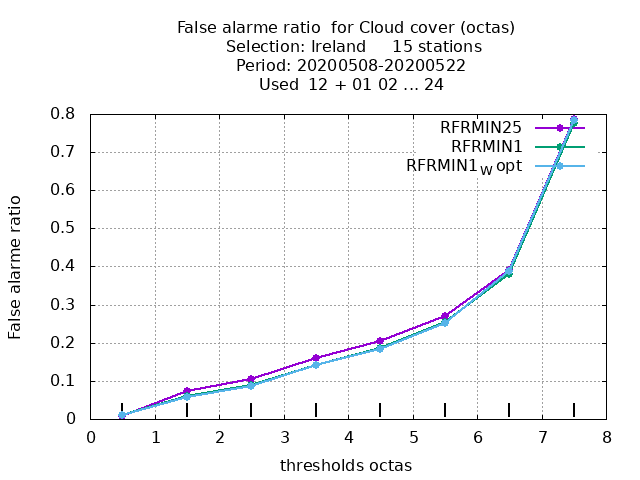 False alarme ratio  for Cloud cover (octas)
Selection: Ireland     15 stations
Period: 20200508-20200522
Used  12 + 01 02 ... 24
RFRMIN25
RFRMIN1
RFRMIN1w opt
False alarme ratio
0.8
0.7
0.6
0.5
0.4
0.3
0.2
0.1
0
0 1 2 3 4 5 6 7 8
thresholds octas